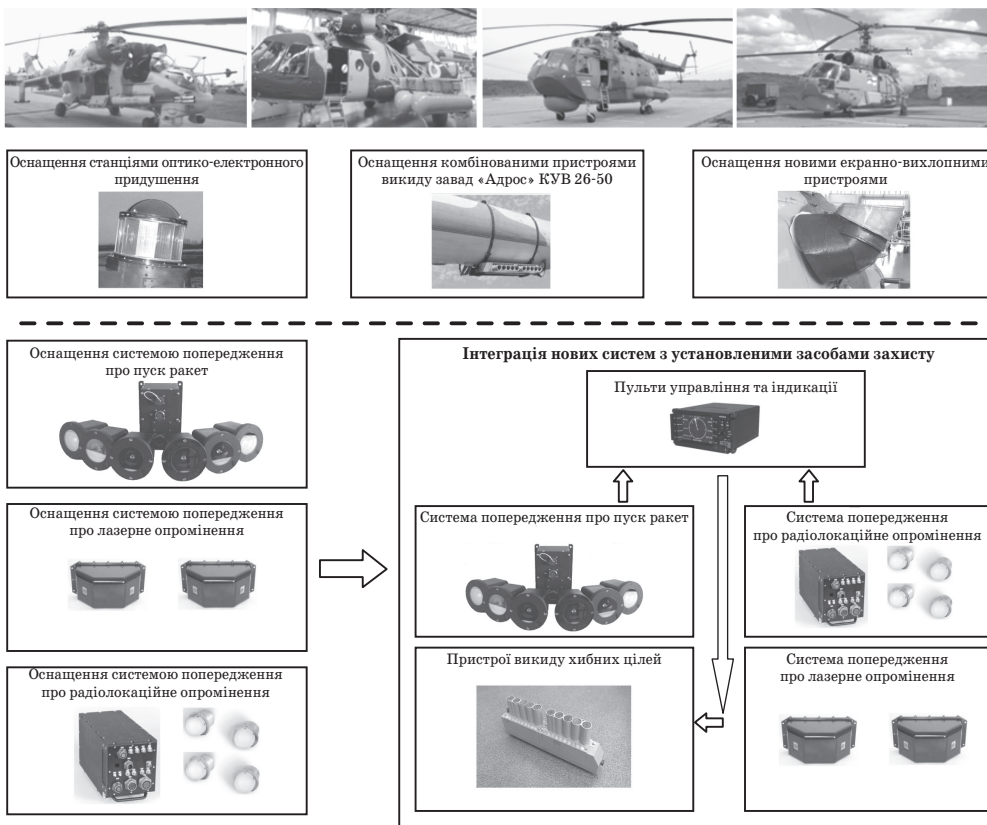 Оснащення станціями оптико-електронного
придушення
Оснащення комбінованими пристроями
викиду завад «Адрос» КУВ 26-50
Оснащення новими екранно-вихлопними
пристроями
Оснащення системою попередження
про пуск ракет
Оснащення системою попередження
про лазерне опромінення
Оснащення системою попередження
про радіолокаційне опромінення
Інтеграція нових систем з установленими засобами захисту
Пульти управління та індикації
Система попередження про пуск ракет
Система попередження
про радіолокаційне опромінення
Пристрої викиду хибних цілей
Система попередження
про лазерне опромінення